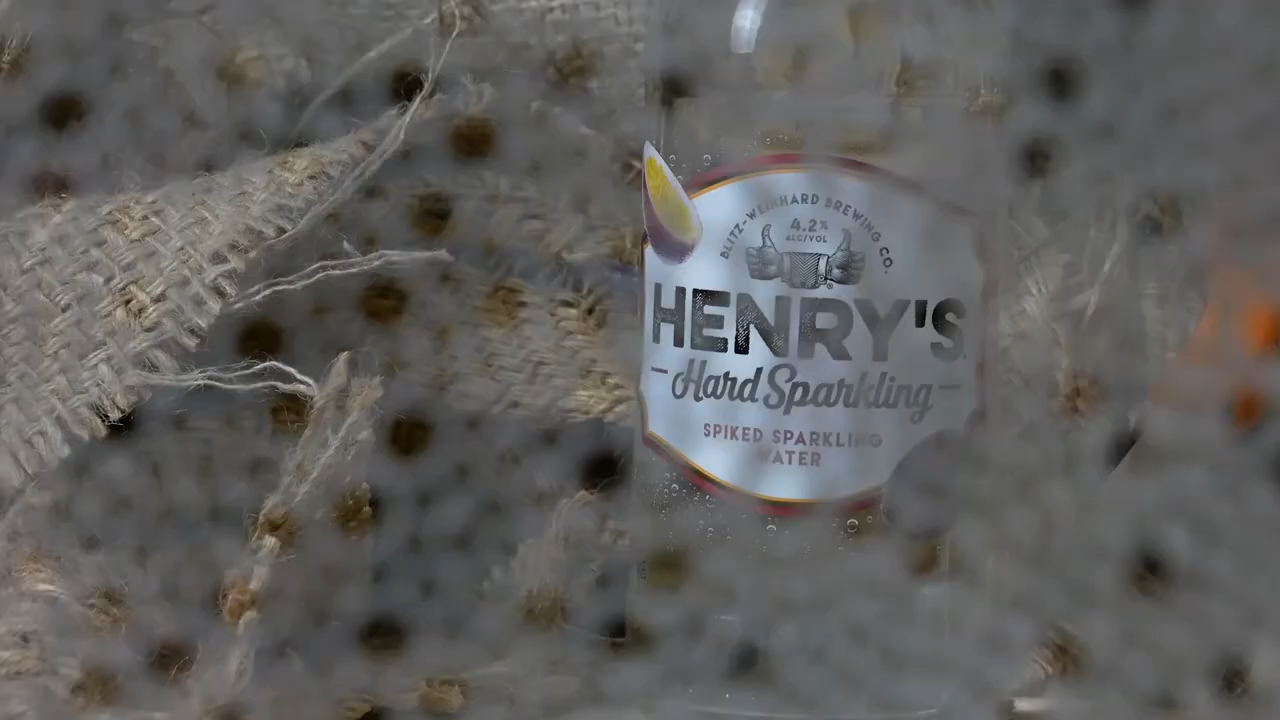 BLITZ-WEINHARD BREWING CO.
4.2%
ALC/VOL
HENRY'S
Hard Sparkling
SPIKED SPARKLING
WATER